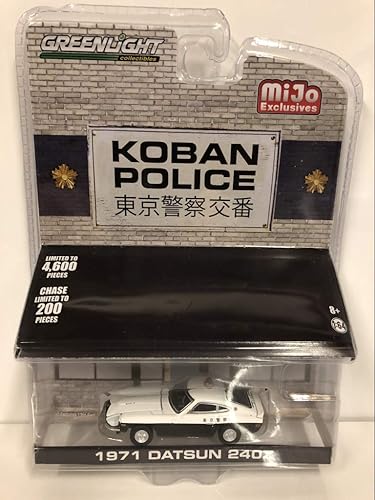 GREENLIGHT
collectibles
MiJo
Exclusives
KOBAN
POLICE
東京警察交番
LIMITED TO
4,600
PIECES
CHASE
LIMITED TO
200
PIECES
8+
1:64
1971 DATSUN 240Z